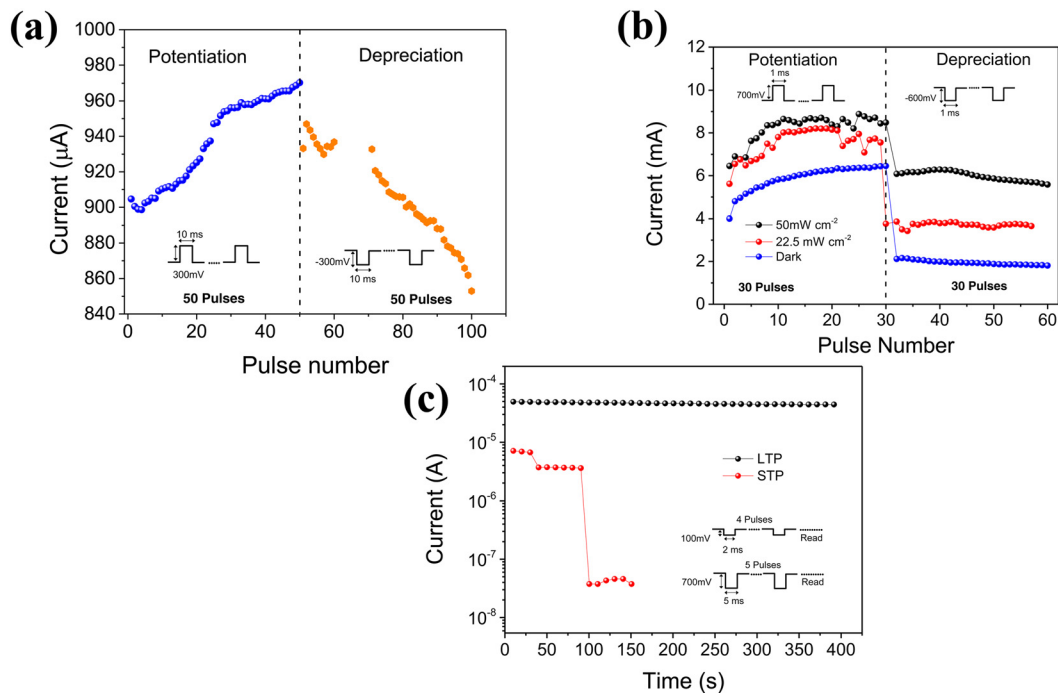 (a)
1000
980
960
940
920
900
880
860
840
Current (μA)
Potentiation
Depreciation
10 ms
300mV
50 Pulses
-300mV
10 ms
50 Pulses
0 20 40 60 80 100
Pulse number
(b)
12
10
8
6
4
2
0
Current (mA)
Potentiation
Depreciation
1 ms
700mV
-600mV
1 ms
50mW cm-2
22.5 mW cm-2
Dark
30 Pulses
30 Pulses
0 10 20 30 40 50 60
Pulse Number
(c)
10-4
10-5
10-6
10-7
10-8
Current (A)
LTP
STP
4 Pulses
100mV
2 ms
Read
5 Pulses
700mV
5 ms
Read
0 50 100 150 200 250 300 350 400
Time (s)